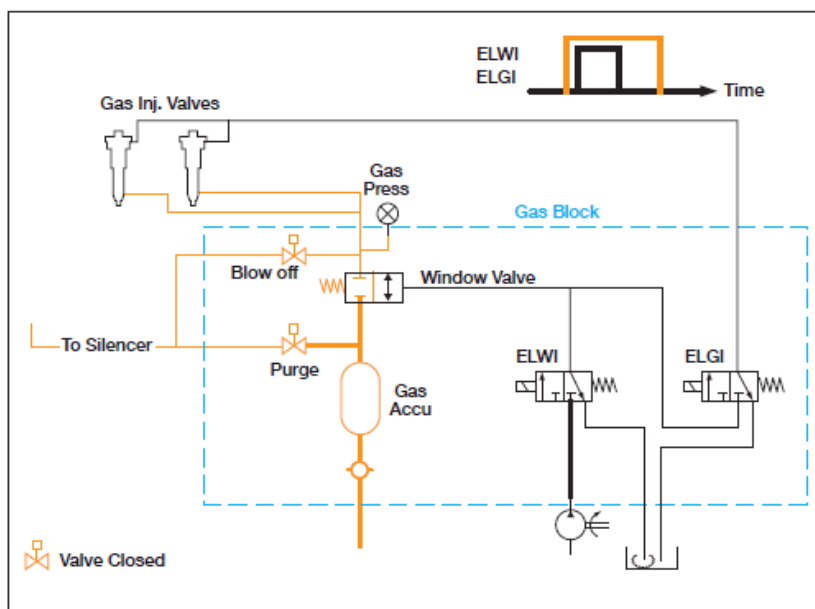 ELWI
ELGI
Time
Gas Inj. Valves
Gas
Press
Gas Block
Blow off
Window Valve
To Silencer
Purge
ELWI
ELGI
Gas
Accu
Valve Closed